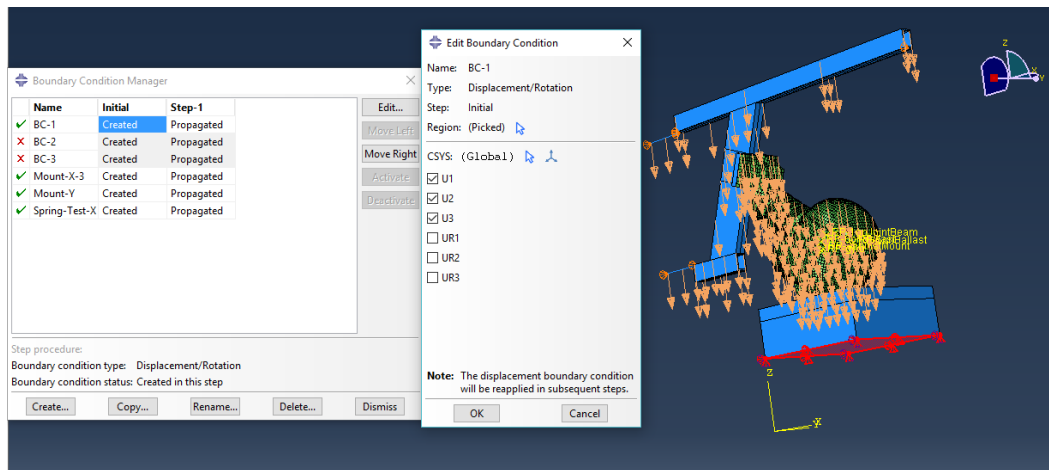 Boundary Condition Manager
Name Initial Step-1
BC-1 Created Propagated
BC-2 Created Propagated
BC-3 Created Propagated
Mount-X-3 Created Propagated
Mount-Y Created Propagated
Spring-Test-X Created Propagated
Edit...
Move Left
Move Right
Activate
Deactivate
Step procedure:
Boundary condition type: Displacement/Rotation
Boundary condition status: Created in this step
Create... Copy... Rename... Delete... Dismiss
Edit Boundary Condition
Name: BC-1
Type: Displacement/Rotation
Step: Initial
Region: (Picked)
CSYS: (Global)
U1
U2
U3
UR1
UR2
UR3
Note: The displacement boundary condition
will be reapplied in subsequent steps.
OK Cancel
Z
X
Y
Z
X